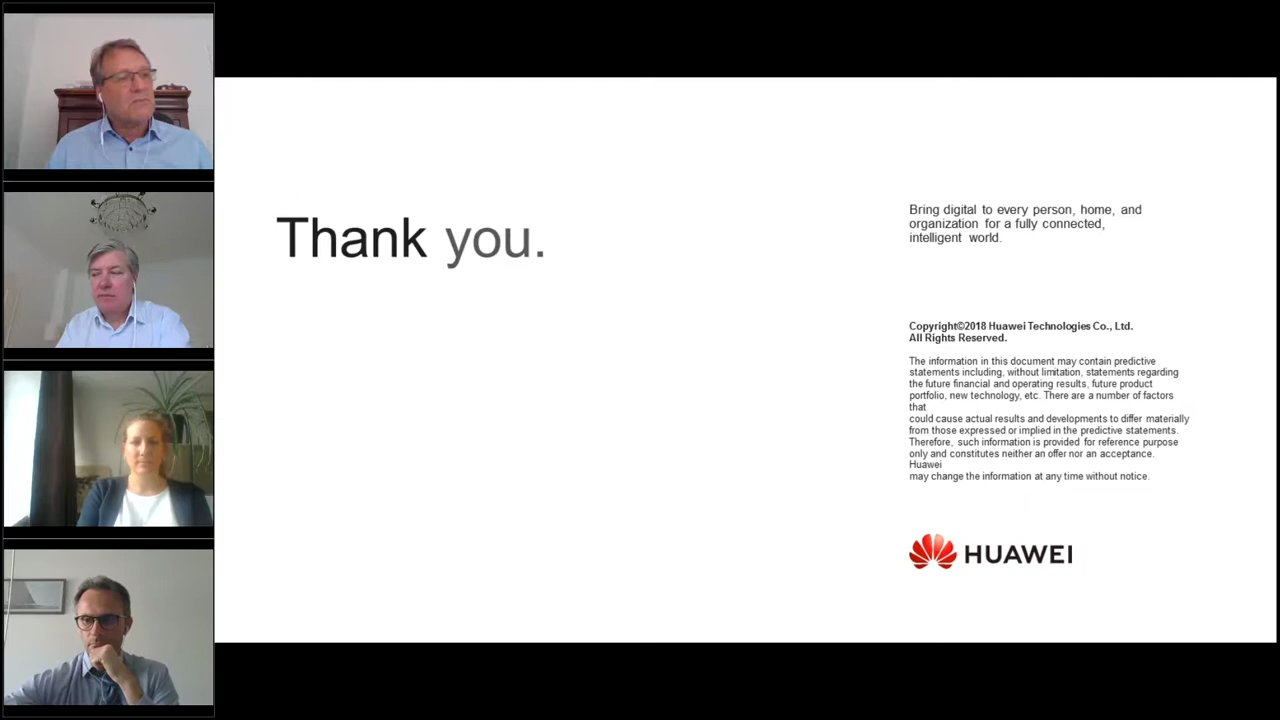 Thank you.
Bring digital to every person, home, and
organization for a fully connected,
intelligent world.
Copyright©2018 Huawei Technologies Co., Ltd.
All Rights Reserved.
The information in this document may contain predictive
statements including, without limitation, statements regarding
the future financial and operating results, future product
portfolio, new technology, etc. There are a number of factors
that
could cause actual results and developments to differ materially
from those expressed or implied in the predictive statements.
Therefore, such information is provided for reference purpose
only and constitutes neither an offer nor an acceptance.
Huawei
may change the information at any time without notice.
HUAWEI